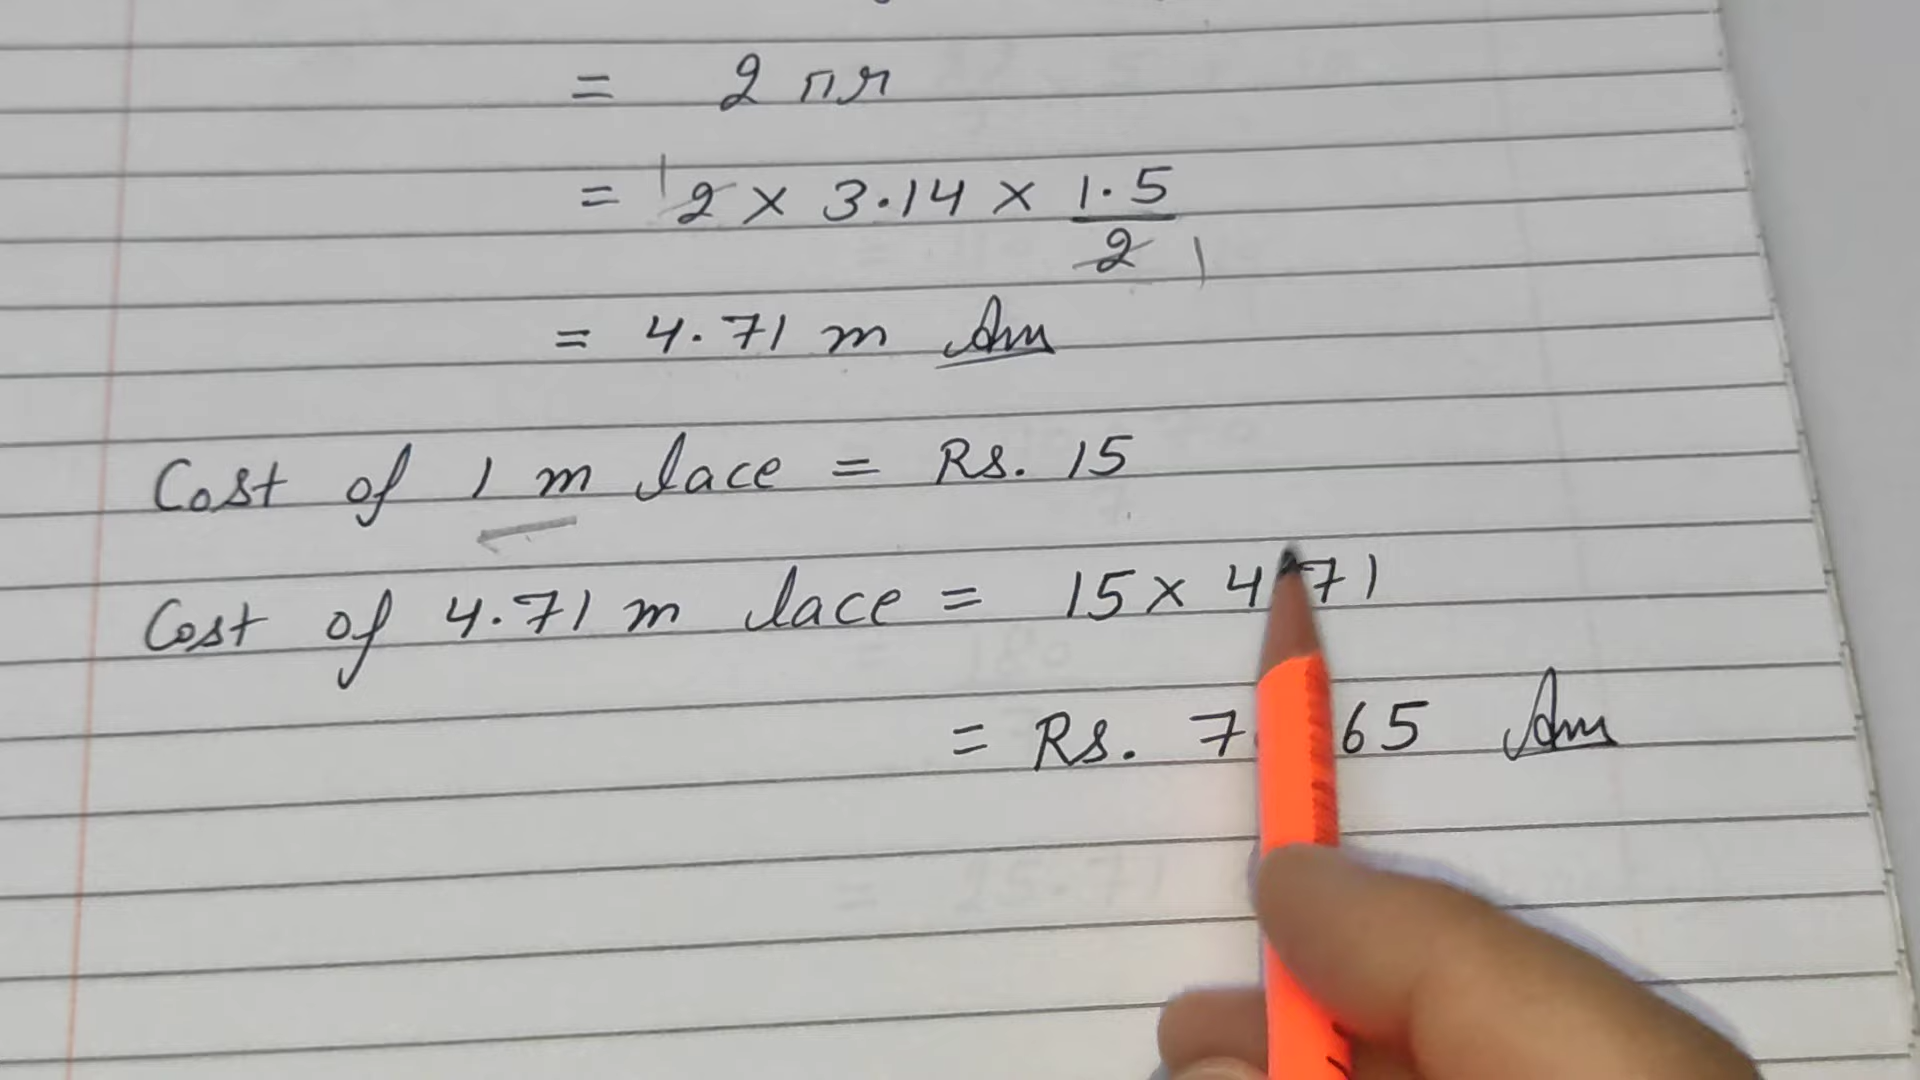 = 2πr
= 2 × 3.14 × 1.5/2
= 4.71 m Ans
Cost of 1 m lace = Rs. 15
Cost of 4.71 m lace = 15 × 4 71
= Rs. 7 65 Ans